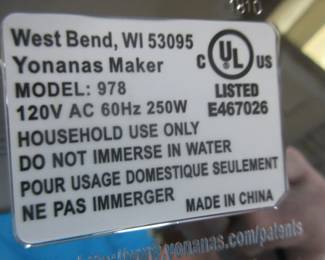 West Bend, WI 53095
Yonanas Maker
MODEL: 978
120V AC 60Hz 250W
C UL US
LISTED
E467026
HOUSEHOLD USE ONLY
DO NOT IMMERSE IN WATER
POUR USAGE DOMESTIQUE SEULEMENT
NE PAS IMMERGER
MADE IN CHINA
yonanas.com/patents